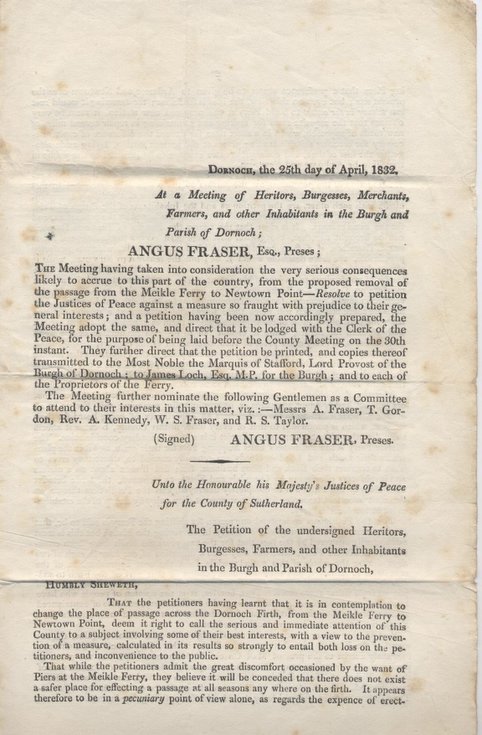 Dornoch, the 25th day of April, 1832.
At a Meeting of Heritors, Burgesses, Merchants,
Farmers, and other Inhabitants in the Burgh and
Parish of Dornoch;
ANGUS FRASER, Esq., Preses;
The Meeting having taken into consideration the very serious consequences
likely to accrue to this part of the country, from the proposed removal of
the passage from the Meikle Ferry to Newtown Point—Resolve to petition
the Justices of Peace against a measure so fraught with prejudice to their ge-
neral interests; and a petition having been now accordingly prepared, the
Meeting adopt the same, and direct that it be lodged with the Clerk of the
Peace, for the purpose of being laid before the County Meeting on the 30th
instant. They further direct that the petition be printed, and copies thereof
transmitted to the Most Noble the Marquis of Stafford, Lord Provost of the
Burgh of Dornoch; to James Loch, Esq. M.P. for the Burgh; and to each of
the Proprietors of the Ferry.
The Meeting further nominate the following Gentlemen as a Committee
to attend to their interests in this matter, viz.:—Messrs A. Fraser, T. Gor-
don, Rev. A. Kennedy, W. S. Fraser, and R. S. Taylor.
(Signed) ANGUS FRASER, Preses.
Unto the Honourable his Majesty's Justices of Peace
for the County of Sutherland.
The Petition of the undersigned Heritors,
Burgesses, Farmers, and other Inhabitants
in the Burgh and Parish of Dornoch,
Humbly Sheweth,
That the petitioners having learnt that it is in contemplation to
change the place of passage across the Dornoch Firth, from the Meikle Ferry to
Newtown Point, deem it right to call the serious and immediate attention of this
County to a subject involving some of their best interests, with a view to the preven-
tion of a measure, calculated in its results so strongly to entail both loss on the pe-
titioners, and inconvenience to the public.
That while the petitioners admit the great discomfort occasioned by the want of
Piers at the Meikle Ferry, they believe it will be conceded that there does not exist
a safer place for effecting a passage at all seasons any where on the firth. It appears
therefore to be in a pecuniary point of view alone, as regards the expence of erect-